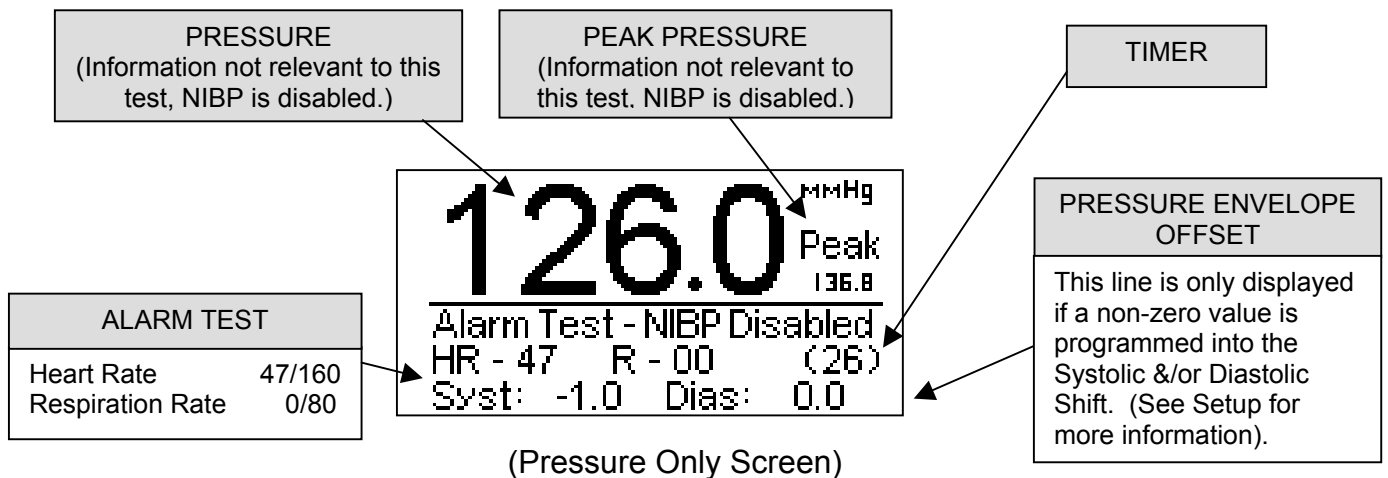 PRESSURE
(Information not relevant to this
test, NIBP is disabled.)
PEAK PRESSURE
(Information not relevant to
this test, NIBP is disabled.)
TIMER
126.0
mmHg
Peak
136.8
Alarm Test - NIBP Disabled
HR - 47 R - 00 (26)
Syst: -1.0 Dias: 0.0
PRESSURE ENVELOPE
OFFSET
This line is only displayed
if a non-zero value is
programmed into the
Systolic &/or Diastolic
Shift. (See Setup for
more information).
ALARM TEST
Heart Rate 47/160
Respiration Rate 0/80
(Pressure Only Screen)